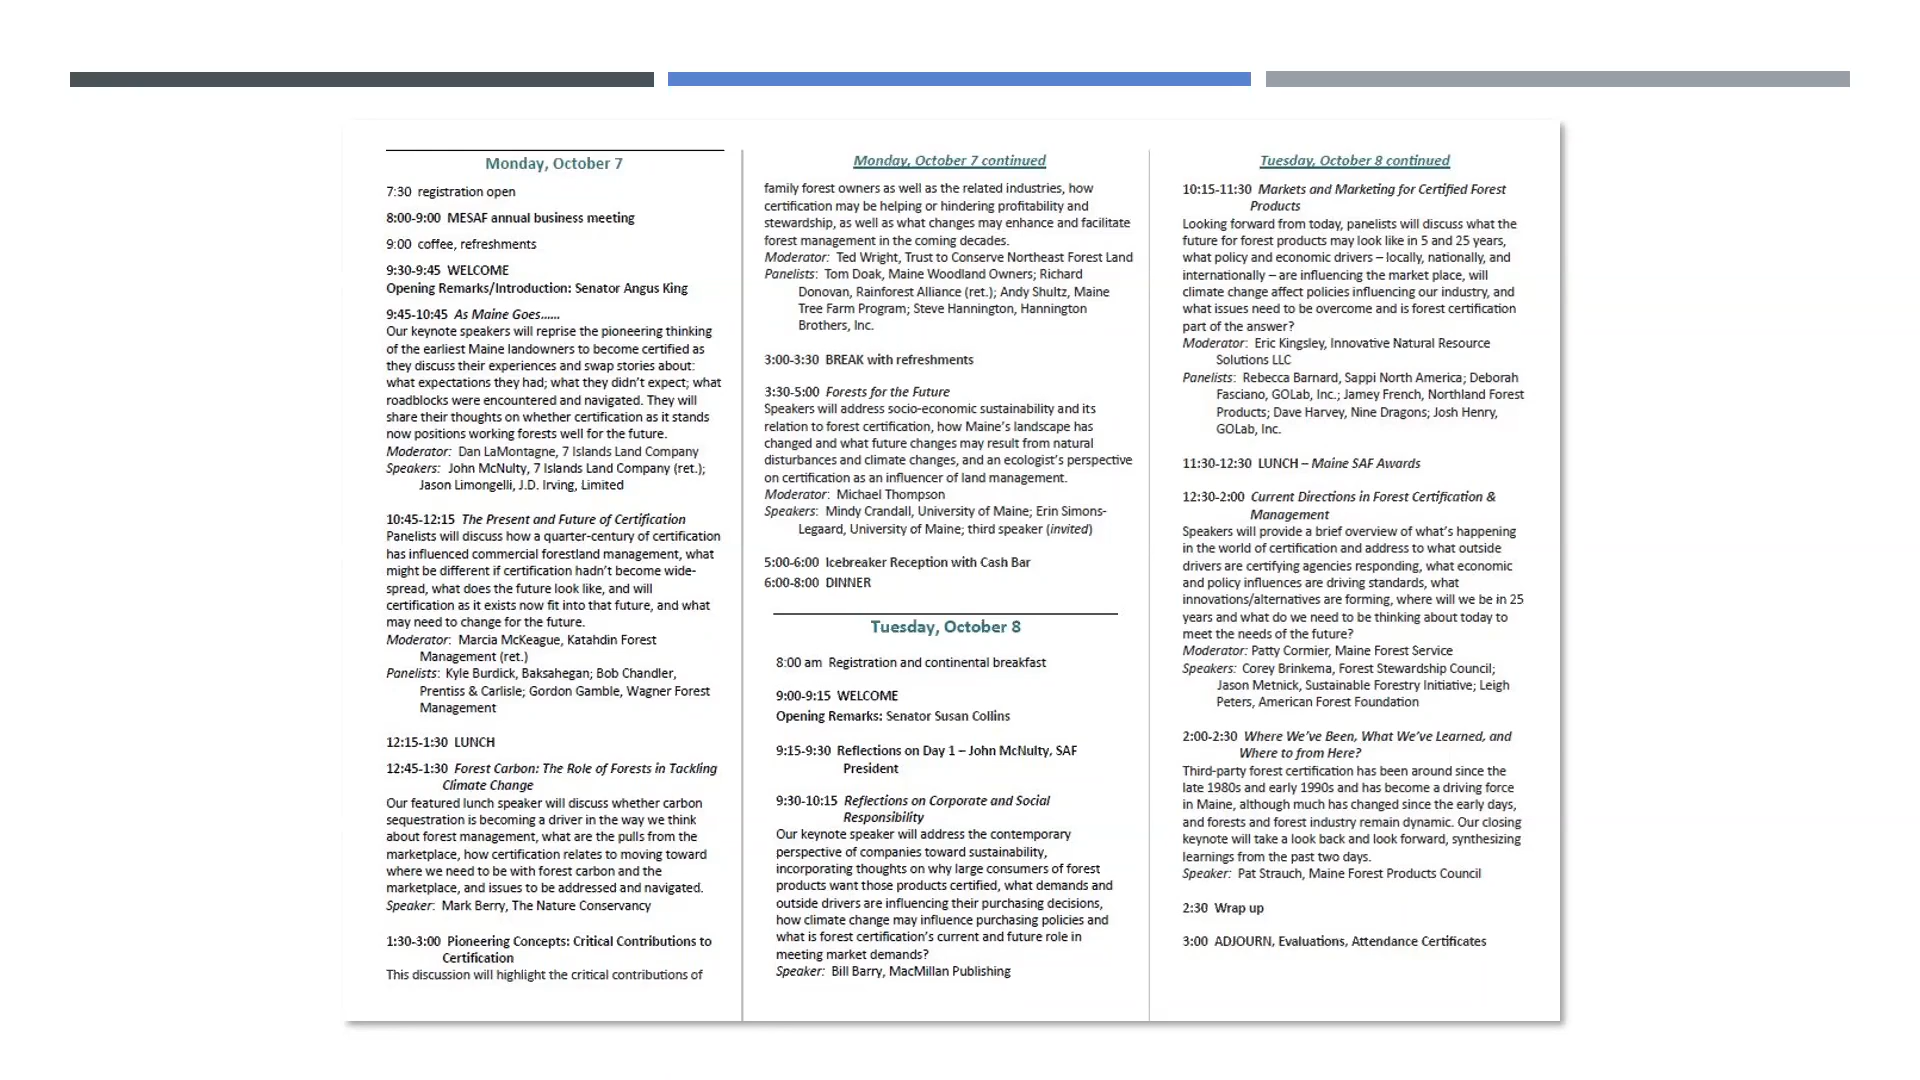 Monday, October 7
7:30 registration open
8:00-9:00 MESAF annual business meeting
9:00 coffee, refreshments
9:30-9:45 WELCOME
Opening Remarks/Introduction: Senator Angus King
9:45-10:45 As Maine Goes......
Our keynote speakers will reprise the pioneering thinking
of the earliest Maine landowners to become certified as
they discuss their experiences and swap stories about:
what expectations they had; what they didn't expect; what
roadblocks were encountered and navigated. They will
share their thoughts on whether certification as it stands
now positions working forests well for the future.
Moderator: Dan LaMontagne, 7 Islands Land Company
Speakers: John McNulty, 7 Islands Land Company (ret.);
Jason Limongelli, J.D. Irving, Limited
10:45-12:15 The Present and Future of Certification
Panelists will discuss how a quarter-century of certification
has influenced commercial forestland management, what
might be different if certification hadn't become wide-
spread, what does the future look like, and will
certification as it exists now fit into that future, and what
may need to change for the future.
Moderator: Marcia McKeague, Katahdin Forest
Management (ret.)
Panelists: Kyle Burdick, Baksahegan; Bob Chandler,
Prentiss & Carlisle; Gordon Gamble, Wagner Forest
Management
12:15-1:30 LUNCH
12:45-1:30 Forest Carbon: The Role of Forests in Tackling
Climate Change
Our featured lunch speaker will discuss whether carbon
sequestration is becoming a driver in the way we think
about forest management, what are the pulls from the
marketplace, how certification relates to moving toward
where we need to be with forest carbon and the
marketplace, and issues to be addressed and navigated.
Speaker: Mark Berry, The Nature Conservancy
1:30-3:00 Pioneering Concepts: Critical Contributions to
Certification
This discussion will highlight the critical contributions of
Monday, October 7 continued
family forest owners as well as the related industries, how
certification may be helping or hindering profitability and
stewardship, as well as what changes may enhance and facilitate
forest management in the coming decades.
Moderator: Ted Wright, Trust to Conserve Northeast Forest Land
Panelists: Tom Doak, Maine Woodland Owners; Richard
Donovan, Rainforest Alliance (ret.); Andy Shultz, Maine
Tree Farm Program; Steve Hannington, Hannington
Brothers, Inc.
3:00-3:30 BREAK with refreshments
3:30-5:00 Forests for the Future
Speakers will address socio-economic sustainability and its
relation to forest certification, how Maine's landscape has
changed and what future changes may result from natural
disturbances and climate changes, and an ecologist's perspective
on certification as an influencer of land management.
Moderator: Michael Thompson
Speakers: Mindy Crandall, University of Maine; Erin Simons-
Legaard, University of Maine; third speaker (invited)
5:00-6:00 Icebreaker Reception with Cash Bar
6:00-8:00 DINNER
Tuesday, October 8
8:00 am Registration and continental breakfast
9:00-9:15 WELCOME
Opening Remarks: Senator Susan Collins
9:15-9:30 Reflections on Day 1 – John McNulty, SAF
President
9:30-10:15 Reflections on Corporate and Social
Responsibility
Our keynote speaker will address the contemporary
perspective of companies toward sustainability,
incorporating thoughts on why large consumers of forest
products want those products certified, what demands and
outside drivers are influencing their purchasing decisions,
how climate change may influence purchasing policies and
what is forest certification's current and future role in
meeting market demands?
Speaker: Bill Barry, MacMillan Publishing
Tuesday, October 8 continued
10:15-11:30 Markets and Marketing for Certified Forest
Products
Looking forward from today, panelists will discuss what the
future for forest products may look like in 5 and 25 years,
what policy and economic drivers – locally, nationally, and
internationally – are influencing the market place, will
climate change affect policies influencing our industry, and
what issues need to be overcome and is forest certification
part of the answer?
Moderator: Eric Kingsley, Innovative Natural Resource
Solutions LLC
Panelists: Rebecca Barnard, Sappi North America; Deborah
Fasciano, GOLab, Inc.; Jamey French, Northland Forest
Products; Dave Harvey, Nine Dragons; Josh Henry,
GOLab, Inc.
11:30-12:30 LUNCH – Maine SAF Awards
12:30-2:00 Current Directions in Forest Certification &
Management
Speakers will provide a brief overview of what's happening
in the world of certification and address to what outside
drivers are certifying agencies responding, what economic
and policy influences are driving standards, what
innovations/alternatives are forming, where will we be in 25
years and what do we need to be thinking about today to
meet the needs of the future?
Moderator: Patty Cormier, Maine Forest Service
Speakers: Corey Brinkema, Forest Stewardship Council;
Jason Metnick, Sustainable Forestry Initiative; Leigh
Peters, American Forest Foundation
2:00-2:30 Where We've Been, What We've Learned, and
Where to from Here?
Third-party forest certification has been around since the
late 1980s and early 1990s and has become a driving force
in Maine, although much has changed since the early days,
and forests and forest industry remain dynamic. Our closing
keynote will take a look back and look forward, synthesizing
learnings from the past two days.
Speaker: Pat Strauch, Maine Forest Products Council
2:30 Wrap up
3:00 ADJOURN, Evaluations, Attendance Certificates